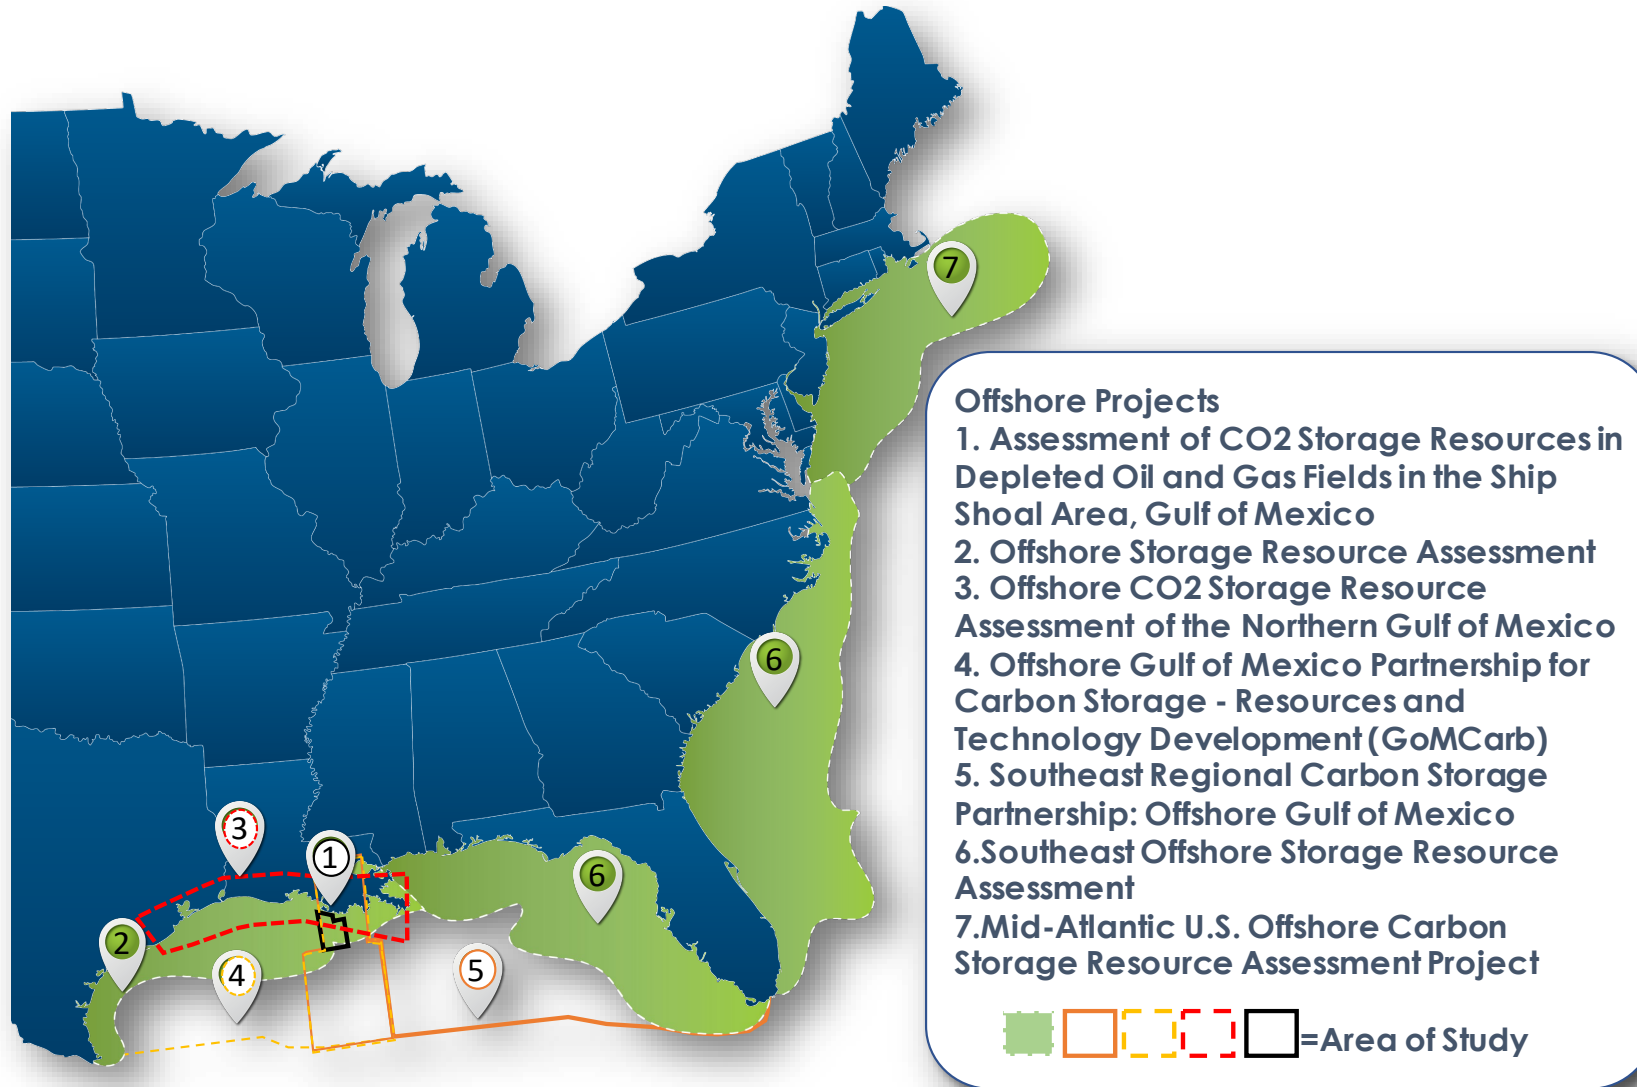 7
Offshore Projects
1. Assessment of CO2 Storage Resources in
Depleted Oil and Gas Fields in the Ship
Shoal Area, Gulf of Mexico
2. Offshore Storage Resource Assessment
3. Offshore CO2 Storage Resource
Assessment of the Northern Gulf of Mexico
4. Offshore Gulf of Mexico Partnership for
Carbon Storage - Resources and
Technology Development (GoMCarb)
5. Southeast Regional Carbon Storage
Partnership: Offshore Gulf of Mexico
6.Southeast Offshore Storage Resource
Assessment
7.Mid-Atlantic U.S. Offshore Carbon
Storage Resource Assessment Project
=Area of Study
6
3
1
6
2
4
5